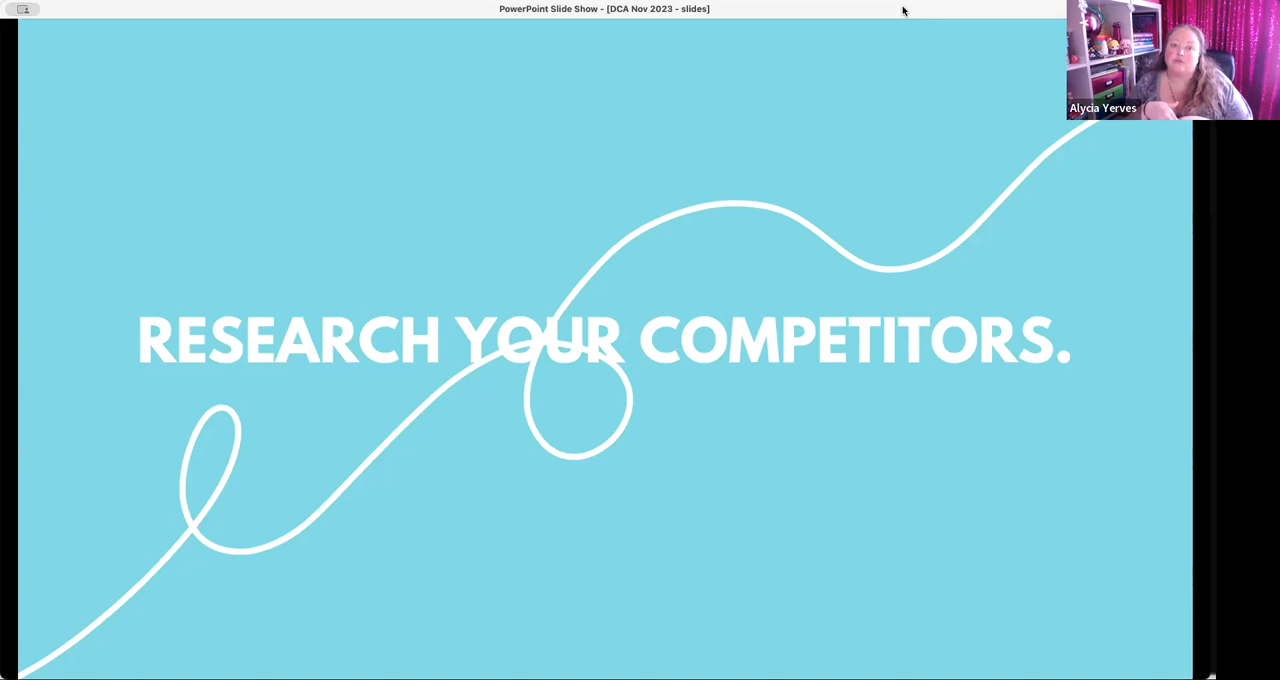 PowerPoint Slide Show - [DCA Nov 2023 - slides]
Alycia Yerves
RESEARCH YOUR COMPETITORS.